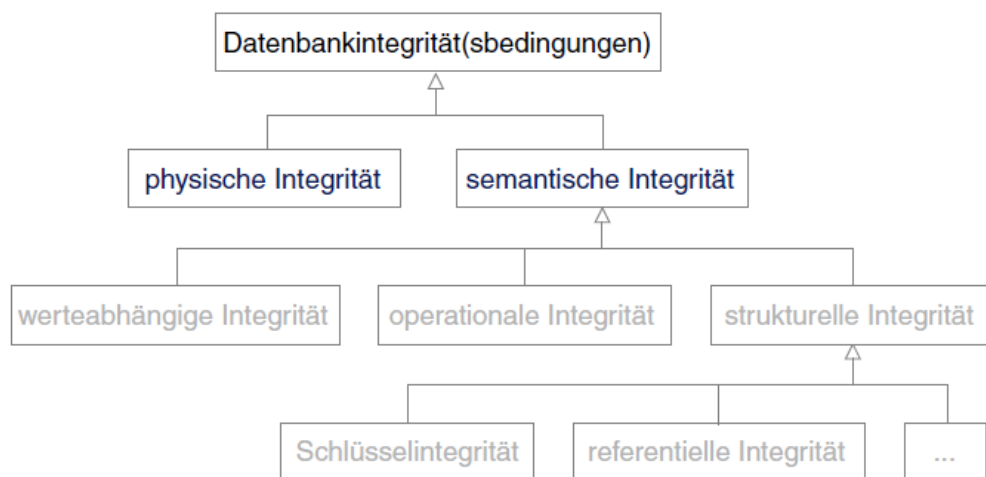 Datenbankintegrität(sbedingungen)
physische Integrität
semantische Integrität
werteabhängige Integrität
operationale Integrität
strukturelle Integrität
Schlüsselintegrität
referentielle Integrität
...